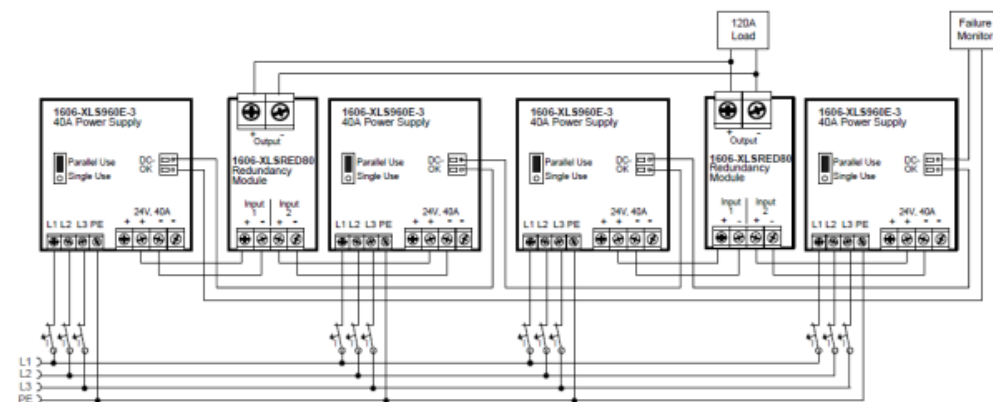 120A
Load
Failure
Monitor
1606-XLS960E-3
40A Power Supply
Parallel Use
Single Use
DC-
OK
24V, 40A
+ + - -
L1 L2 L3 PE
+ -
Output
1606-XLSRED80
Redundancy
Module
Input Input
1 2
+ - + -
1606-XLS960E-3
40A Power Supply
Parallel Use
Single Use
DC-
OK
24V, 40A
+ + - -
L1 L2 L3 PE
1606-XLS960E-3
40A Power Supply
Parallel Use
Single Use
DC-
OK
24V, 40A
+ + - -
L1 L2 L3 PE
+ -
Output
1606-XLSRED80
Redundancy
Module
Input Input
1 2
+ - + -
1606-XLS960E-3
40A Power Supply
Parallel Use
Single Use
DC-
OK
24V, 40A
+ + - -
L1 L2 L3 PE
L1
L2
L3
PE